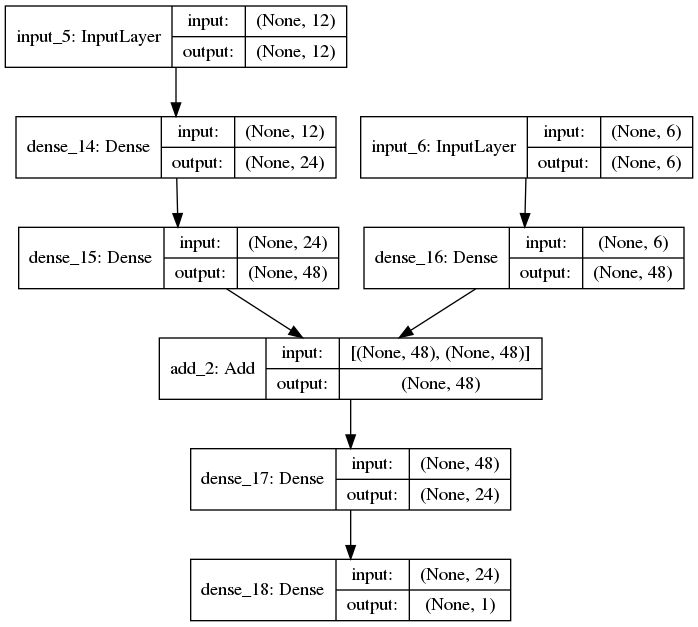 input_5: InputLayer
input: (None, 12)
output: (None, 12)
dense_14: Dense
input: (None, 12)
output: (None, 24)
input_6: InputLayer
input: (None, 6)
output: (None, 6)
dense_15: Dense
input: (None, 24)
output: (None, 48)
dense_16: Dense
input: (None, 6)
output: (None, 48)
add_2: Add
input: [(None, 48), (None, 48)]
output: (None, 48)
dense_17: Dense
input: (None, 48)
output: (None, 24)
dense_18: Dense
input: (None, 24)
output: (None, 1)